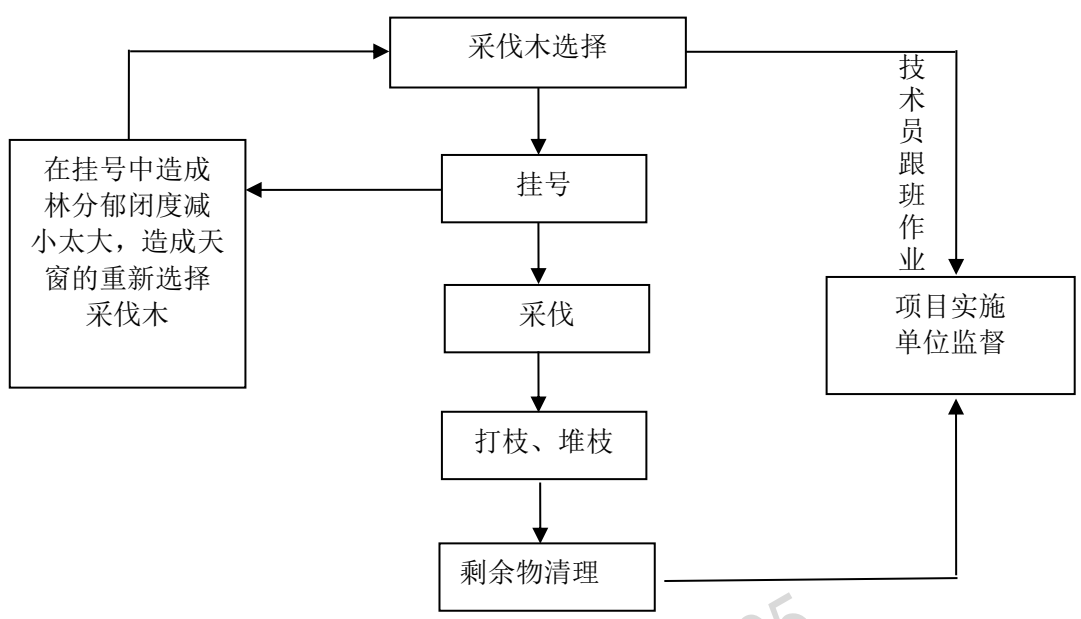 采伐木选择
技术员跟班作业
在挂号中造成
林分郁闭度减
小太大，造成天
窗的重新选择
采伐木
挂号
采伐
项目实施
单位监督
打枝、堆枝
剩余物清理